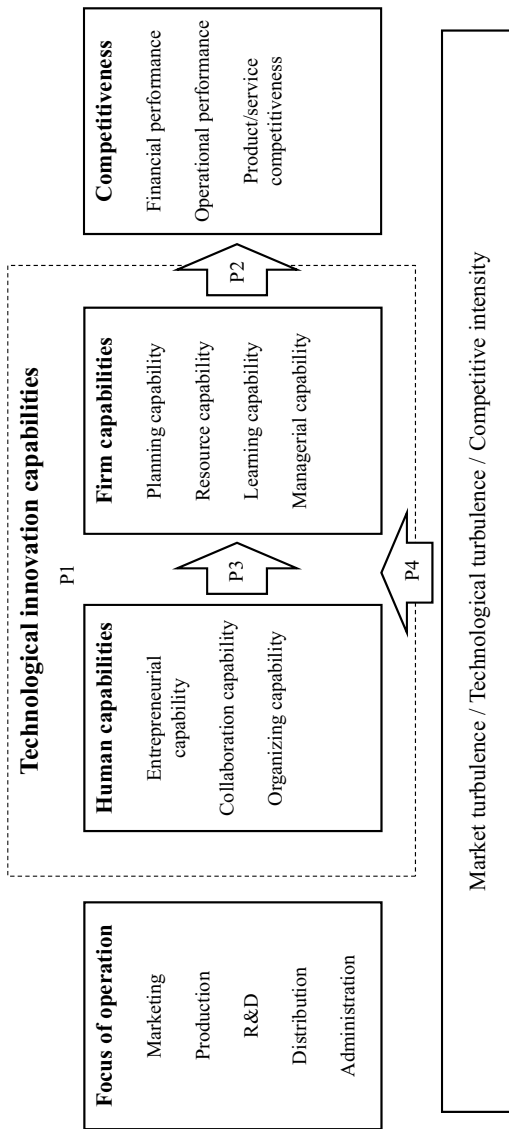 Technological innovation capabilities
P1
Focus of operation
Marketing
Production
R&D
Distribution
Administration
Human capabilities
Entrepreneurial
capability
Collaboration capability
Organizing capability
P3
Firm capabilities
Planning capability
Resource capability
Learning capability
Managerial capability
P2
Competitiveness
Financial performance
Operational performance
Product/service
competitiveness
P4
Market turbulence / Technological turbulence / Competitive intensity